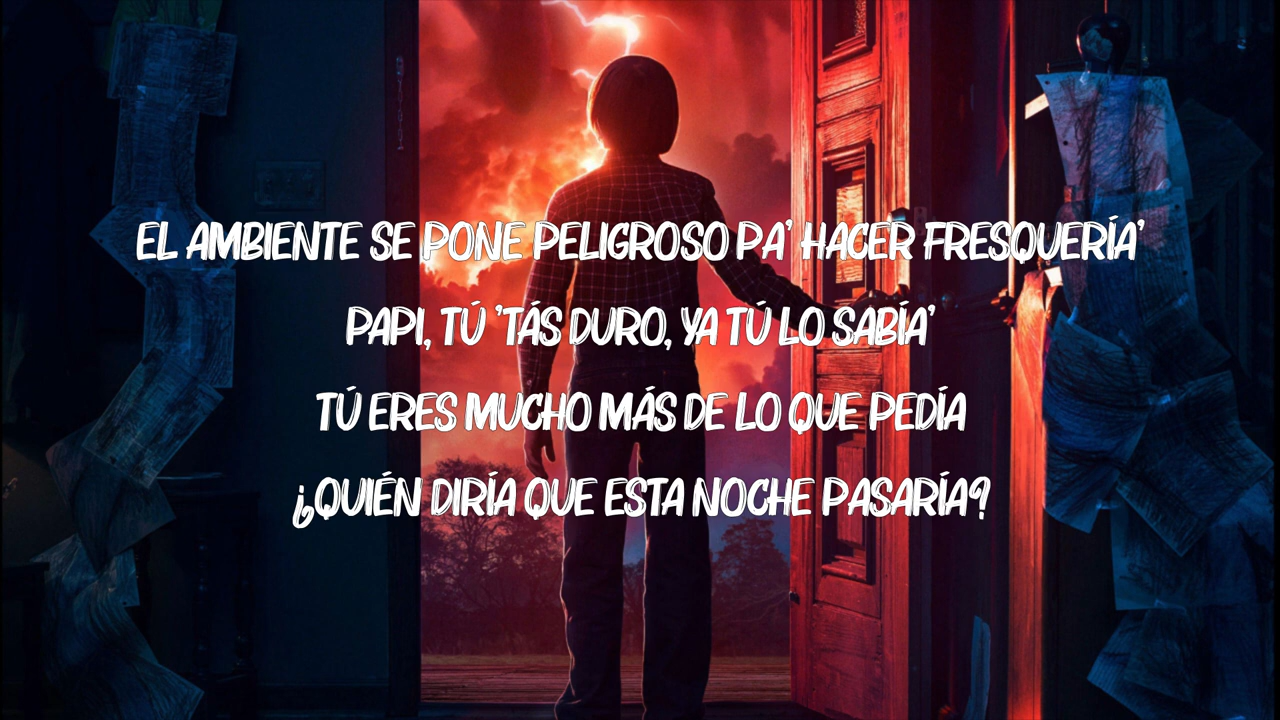 EL AMBIENTE SE PONE PELIGROSO PA' HACER FRESQUERÍA'
PAPI, TÚ 'TÁS DURO, YA TÚ LO SABÍA'
TÚ ERES MUCHO MÁS DE LO QUE PEDÍA
¿QUIÉN DIRÍA QUE ESTA NOCHE PASARÍA?